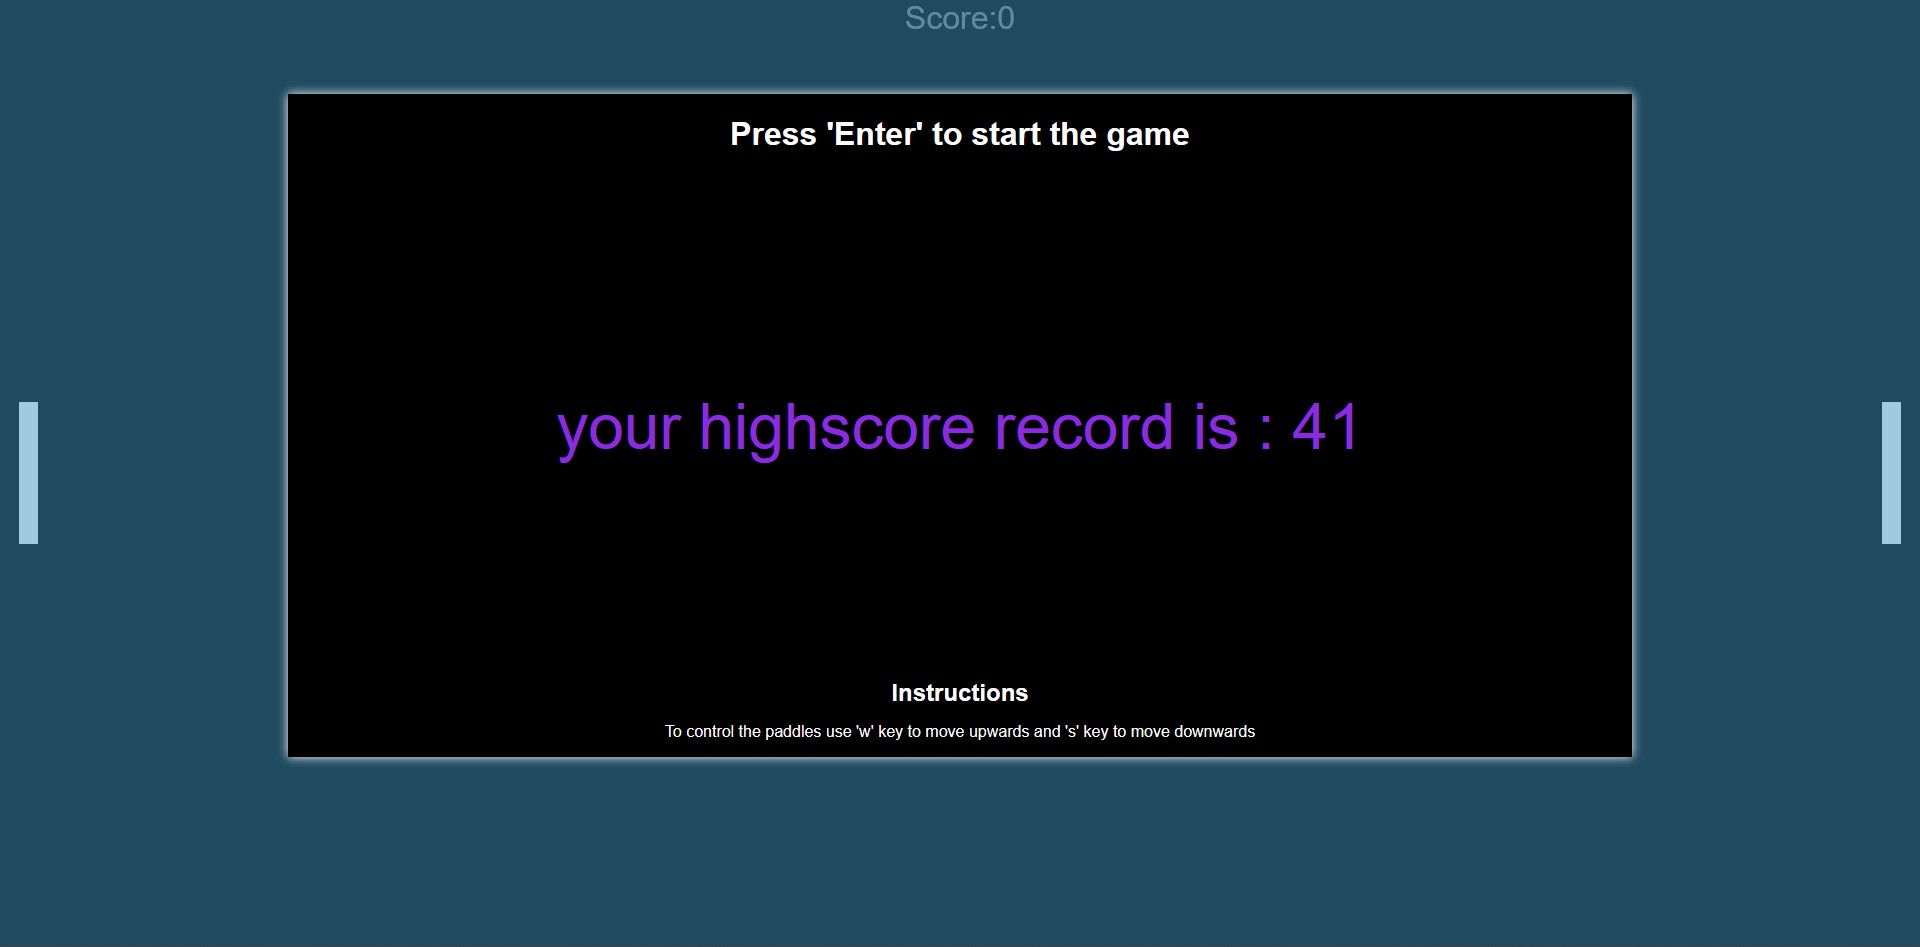 Score:0
Press 'Enter' to start the game
your highscore record is : 41
Instructions
To control the paddles use 'w' key to move upwards and 's' key to move downwards